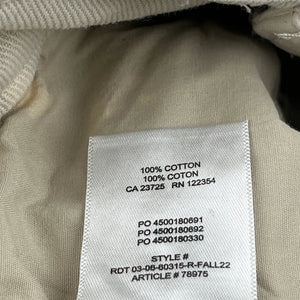 100% COTTON
100% COTON
CA 23725 RN 122354
PO 4500180691
PO 4500180692
PO 4500180330
STYLE #
RDT 03-06-60315-R-FALL22
ARTICLE # 78975